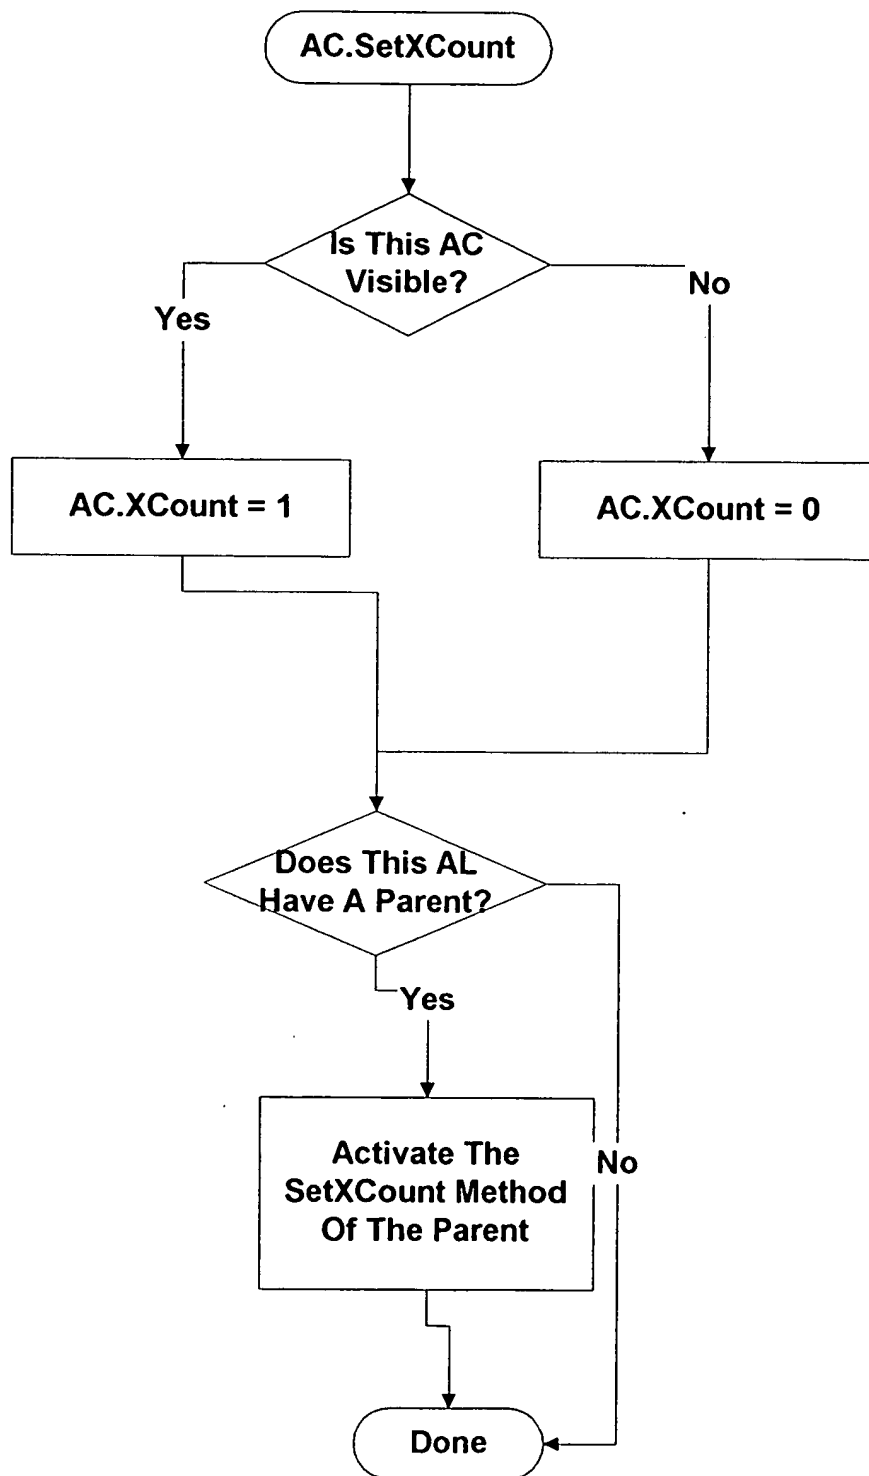 AC.SetXCount
Is This AC
Visible?
Yes
No
AC.XCount = 1
AC.XCount = 0
Does This AL
Have A Parent?
Yes
Activate The
SetXCount Method
Of The Parent
No
Done